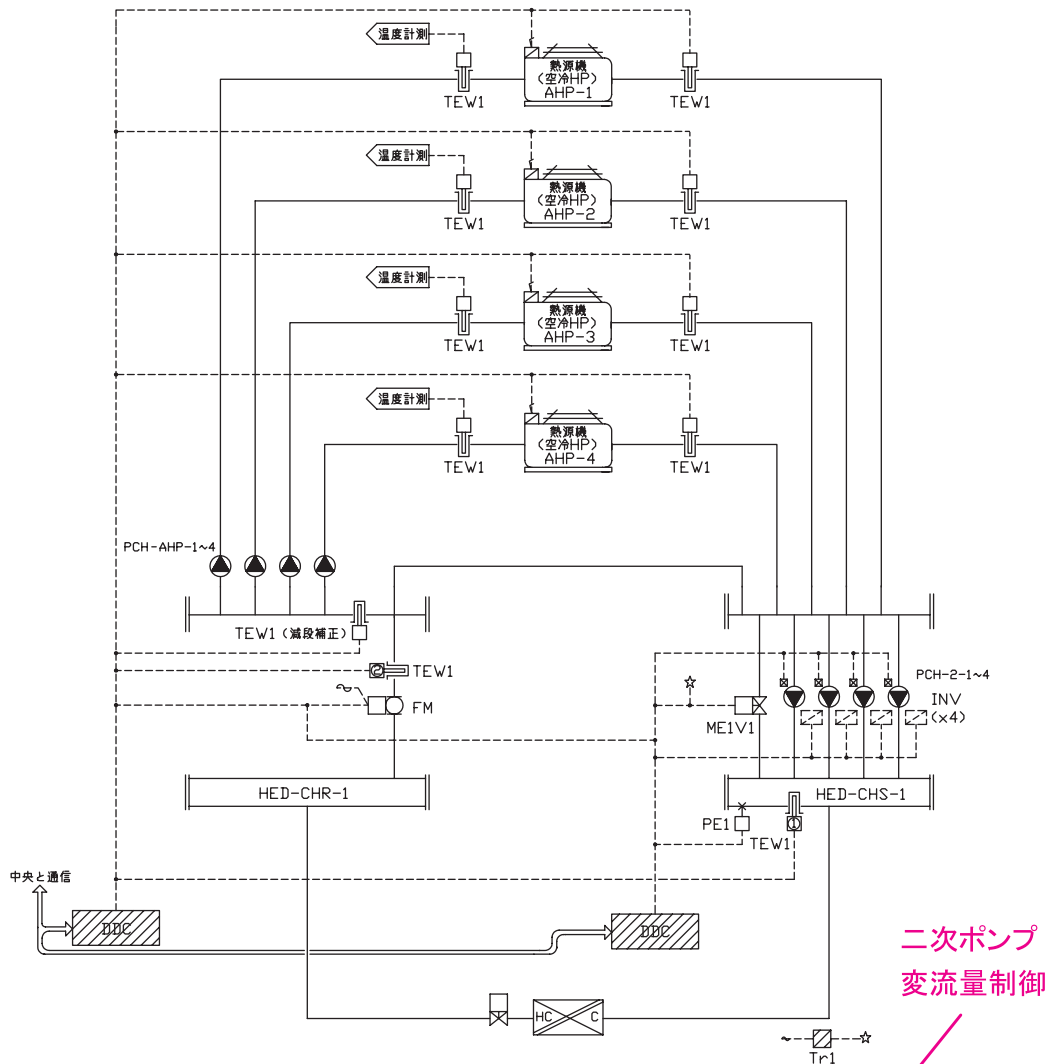 温度計測
熱源機
(空冷HP)
AHP-1
TEW1
TEW1
温度計測
熱源機
(空冷HP)
AHP-2
TEW1
TEW1
温度計測
熱源機
(空冷HP)
AHP-3
TEW1
TEW1
温度計測
熱源機
(空冷HP)
AHP-4
TEW1
TEW1
PCH-AHP-1~4
TEW1(減段補正)
TEW1
FM
PCH-2-1~4
INV
(x4)
ME1V1
HED-CHR-1
HED-CHS-1
PE1
1
TEW1
2
中央と通信
DDC
DDC
二次ポンプ
変流量制御
HC C
Tr1